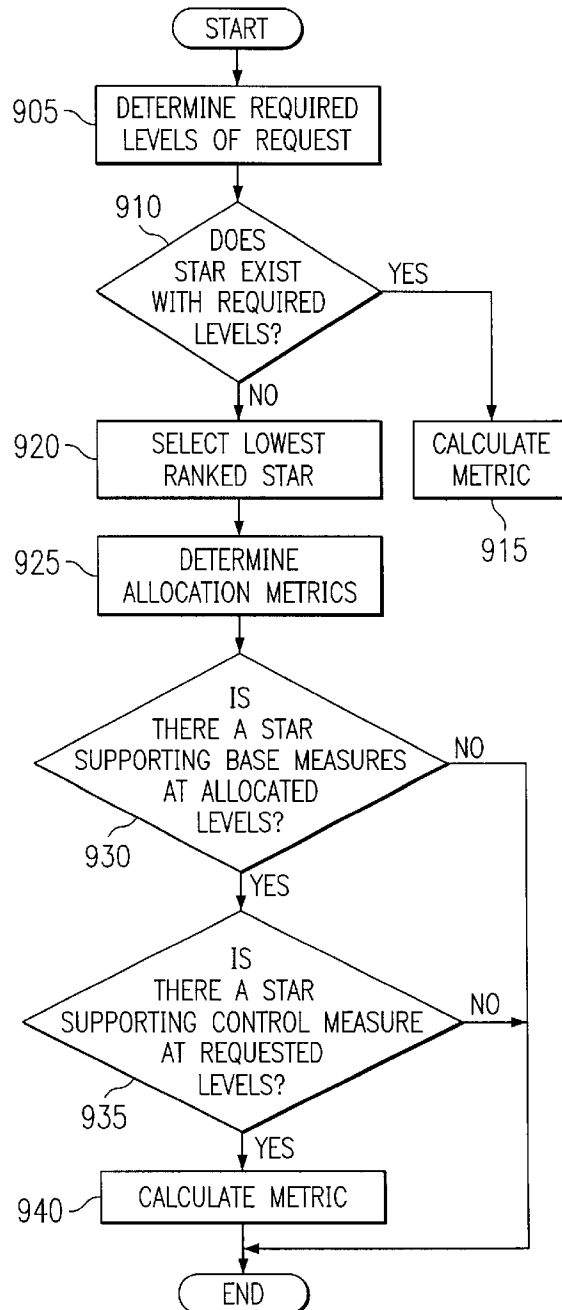 START
905
DETERMINE REQUIRED
LEVELS OF REQUEST
910
DOES
STAR EXIST
WITH REQUIRED
LEVELS?
YES
NO
920
SELECT LOWEST
RANKED STAR
CALCULATE
METRIC
915
925
DETERMINE
ALLOCATION METRICS
IS
THERE A STAR
SUPPORTING BASE MEASURES
AT ALLOCATED
LEVELS?
NO
930
YES
IS
THERE A STAR
SUPPORTING CONTROL MEASURE
AT REQUESTED
LEVELS?
NO
935
YES
940
CALCULATE METRIC
END